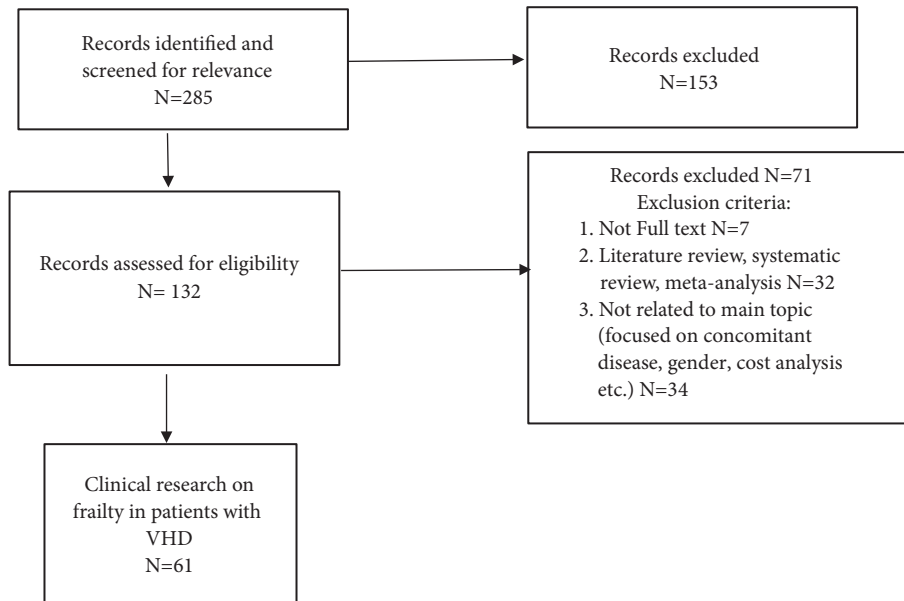 Records identified and
screened for relevance
N=285
Records excluded
N=153
Records assessed for eligibility
N= 132
Records excluded N=71
Exclusion criteria:
1. Not Full text N=7
2. Literature review, systematic
review, meta-analysis N=32
3. Not related to main topic
(focused on concomitant
disease, gender, cost analysis
etc.) N=34
Clinical research on
frailty in patients with
VHD
N=61